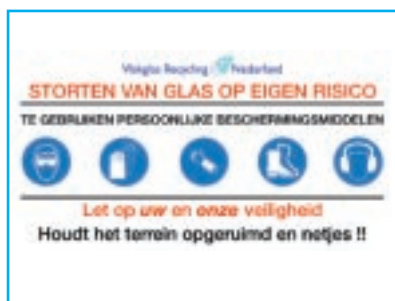 Vlakglas Recycling Nederland
STORTEN VAN GLAS OP EIGEN RISICO
TE GEBRUIKEN PERSOONLIJKE BESCHERMINGSMIDDELEN
Let op uw en onze veiligheid
Houdt het terrein opgeruimd en netjes !!